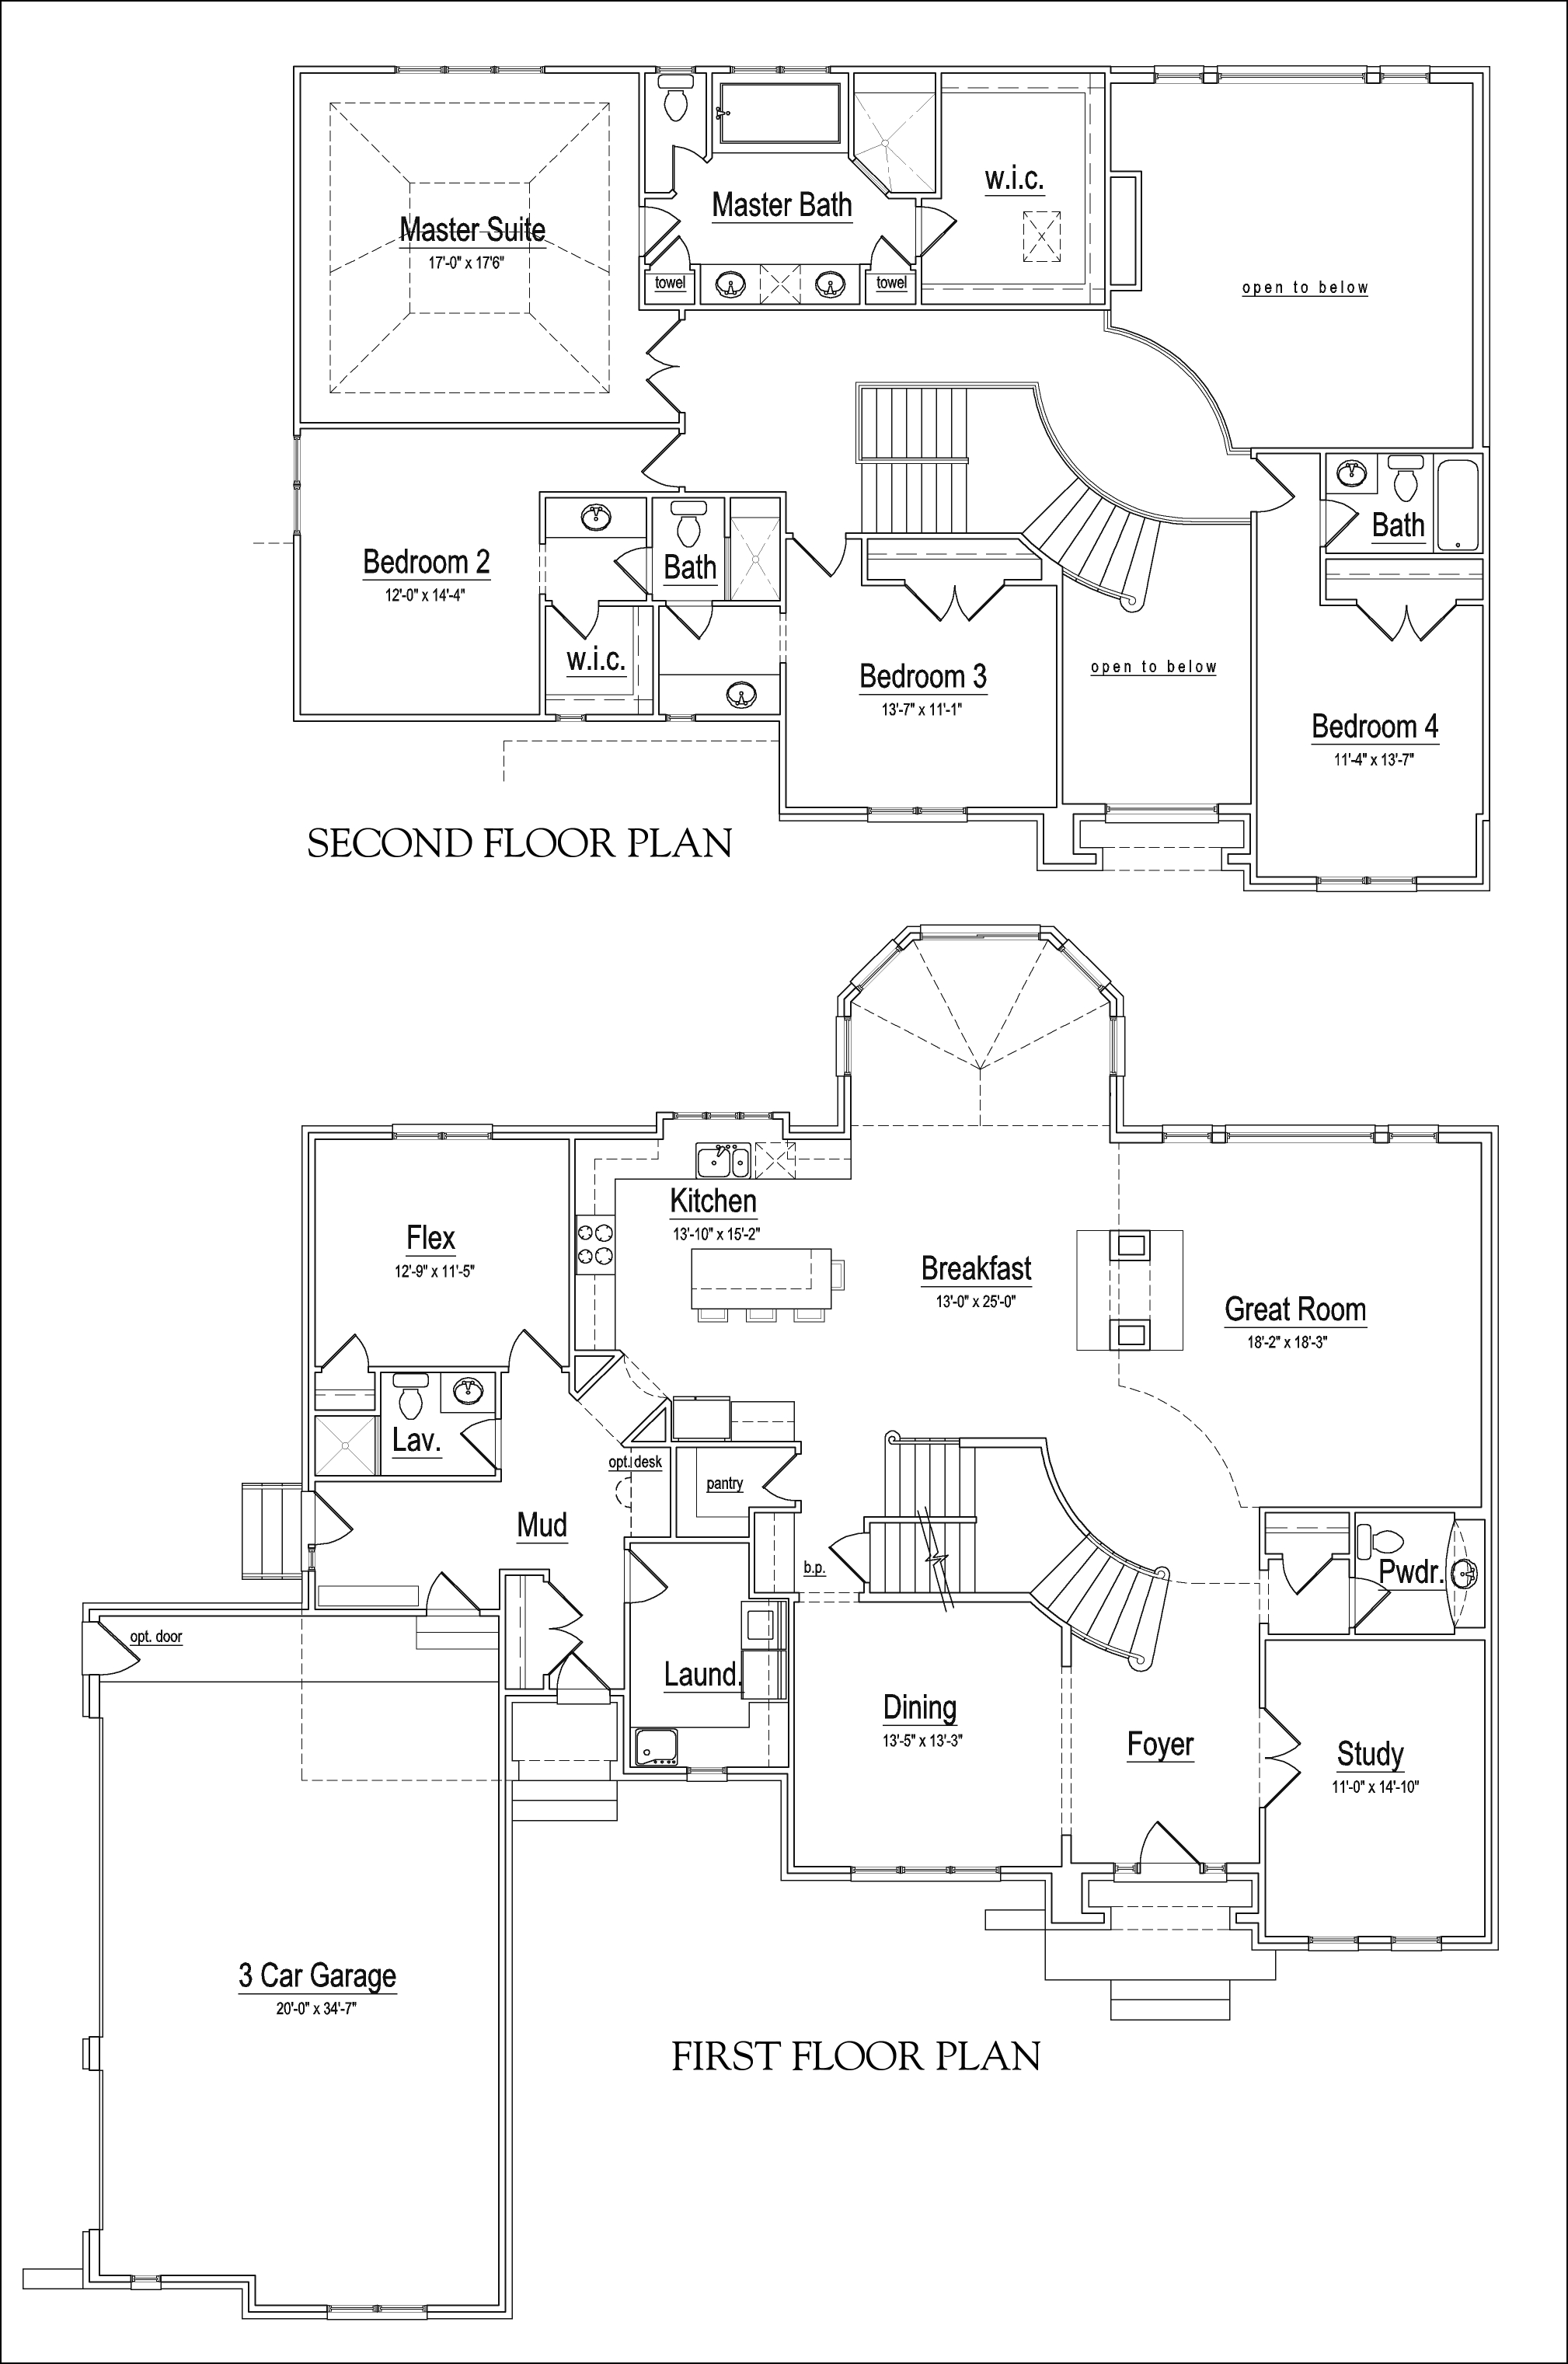 w.i.c.
Master Bath
Master Suite
17'-0" x 17'6"
towel
towel
open to below
Bath
Bedroom 2
12'-0" x 14'-4"
Bath
w.i.c.
open to below
Bedroom 3
13'-7" x 11'-1"
Bedroom 4
11'-4" x 13'-7"
SECOND FLOOR PLAN
Kitchen
13'-10" x 15'-2"
Flex
12'-9" x 11'-5"
Breakfast
13'-0" x 25'-0"
Great Room
18'-2" x 18'-3"
Lav.
opt. desk
pantry
Mud
b.p.
Pwdr.
opt. door
Laund.
Dining
13'-5" x 13'-3"
Foyer
Study
11'-0" x 14'-10"
3 Car Garage
20'-0" x 34'-7"
FIRST FLOOR PLAN